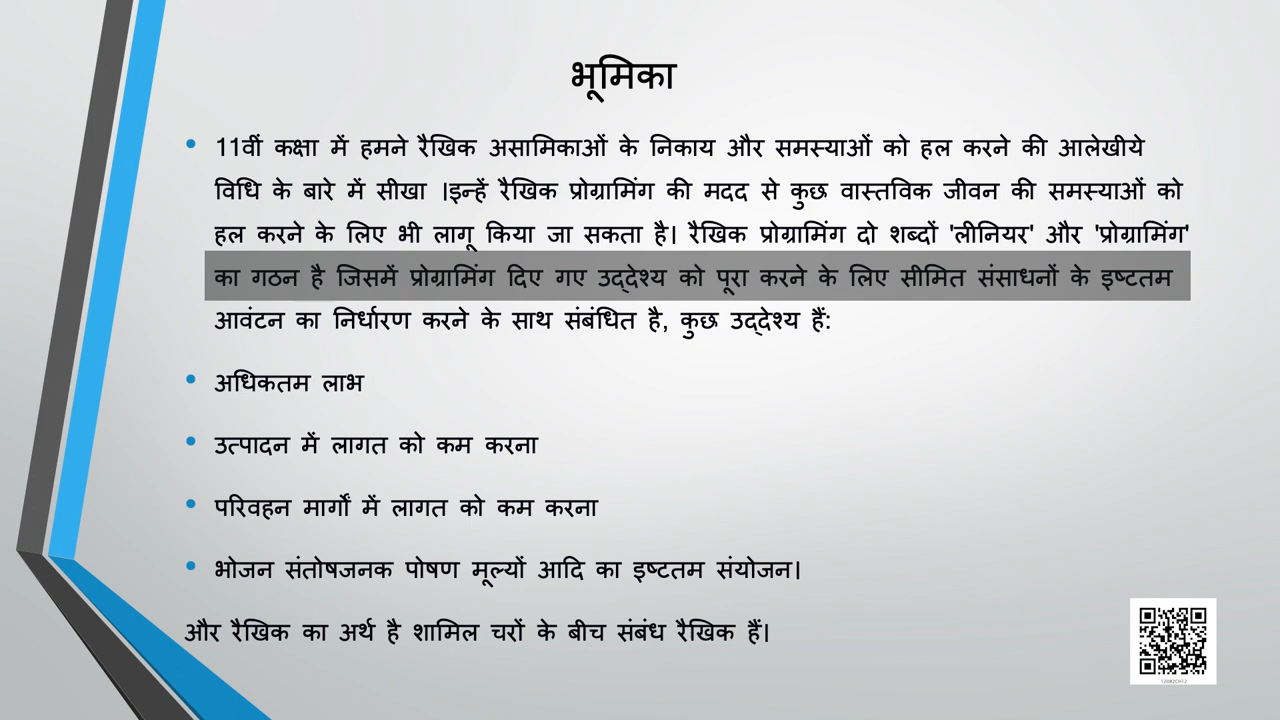 भूमिका
11वीं कक्षा में हमने रैखिक असामिकाओं के निकाय और समस्याओं को हल करने की आलेखीये
विधि के बारे में सीखा ।इन्हें रैखिक प्रोग्रामिंग की मदद से कुछ वास्तविक जीवन की समस्याओं को
हल करने के लिए भी लागू किया जा सकता है। रैखिक प्रोग्रामिंग दो शब्दों 'लीनियर' और 'प्रोग्रामिंग'
का गठन है जिसमें प्रोग्रामिंग दिए गए उद्देश्य को पूरा करने के लिए सीमित संसाधनों के इष्टतम
आवंटन का निर्धारण करने के साथ संबंधित है, कुछ उद्देश्य हैं:
• अधिकतम लाभ
• उत्पादन में लागत को कम करना
• परिवहन मार्गों में लागत को कम करना
• भोजन संतोषजनक पोषण मूल्यों आदि का इष्टतम संयोजन।
और रैखिक का अर्थ है शामिल चरों के बीच संबंध रैखिक हैं।
12082CH12